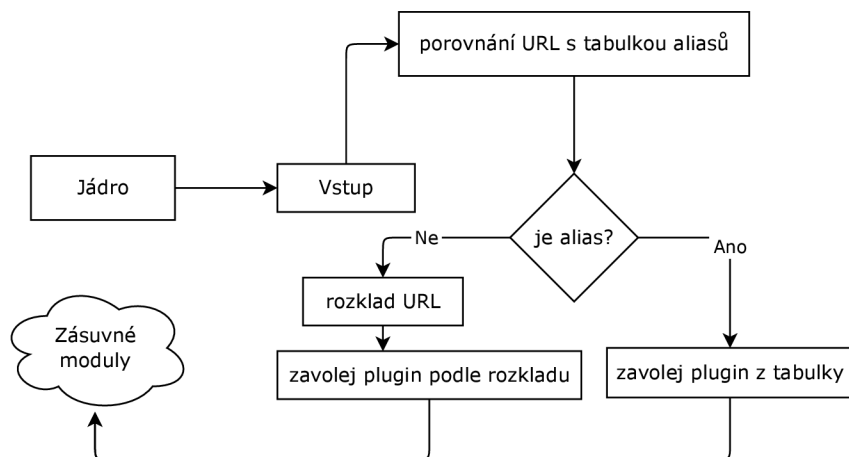 porovnání URL s tabulkou aliasů
Jádro
Vstup
je alias?
Ne
Ano
rozklad URL
Zásuvné
moduly
zavolej plugin podle rozkladu
zavolej plugin z tabulky